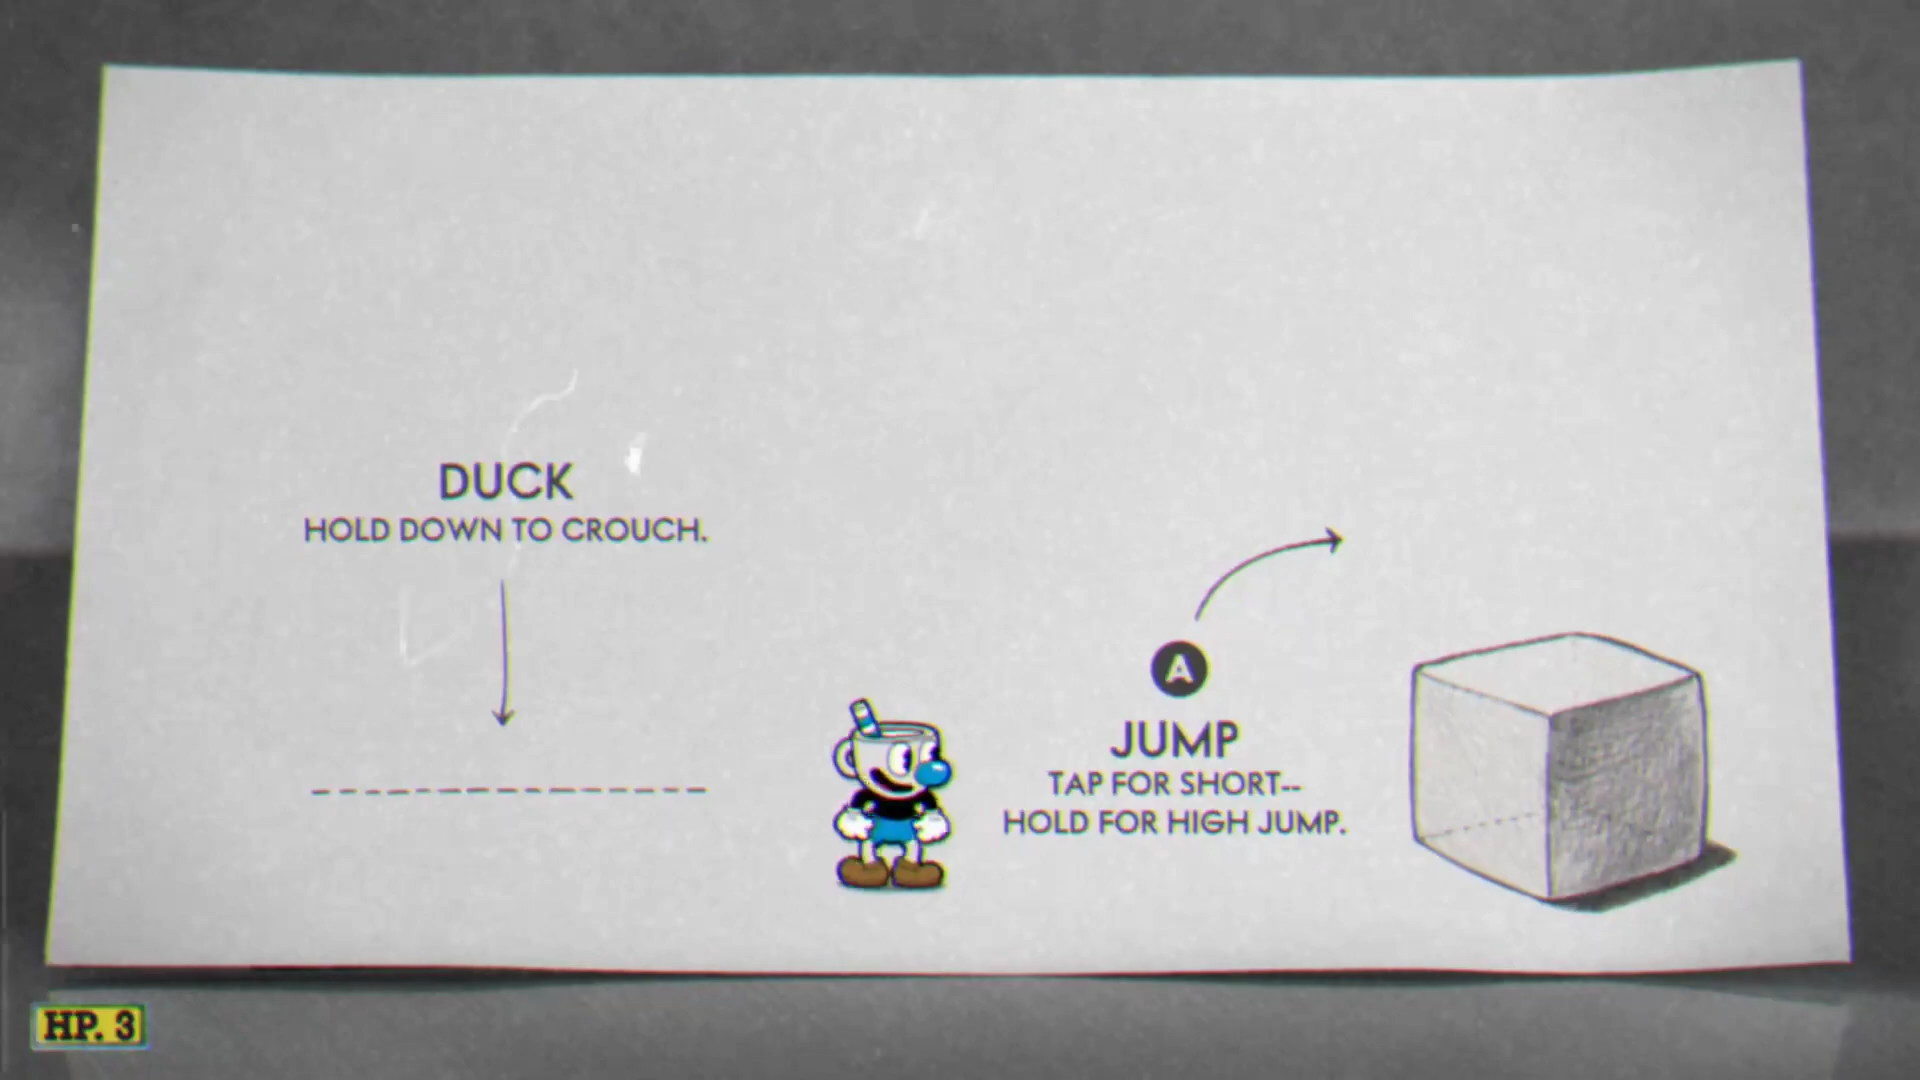 DUCK
HOLD DOWN TO CROUCH.
A
JUMP
TAP FOR SHORT--
HOLD FOR HIGH JUMP.
HP. 3